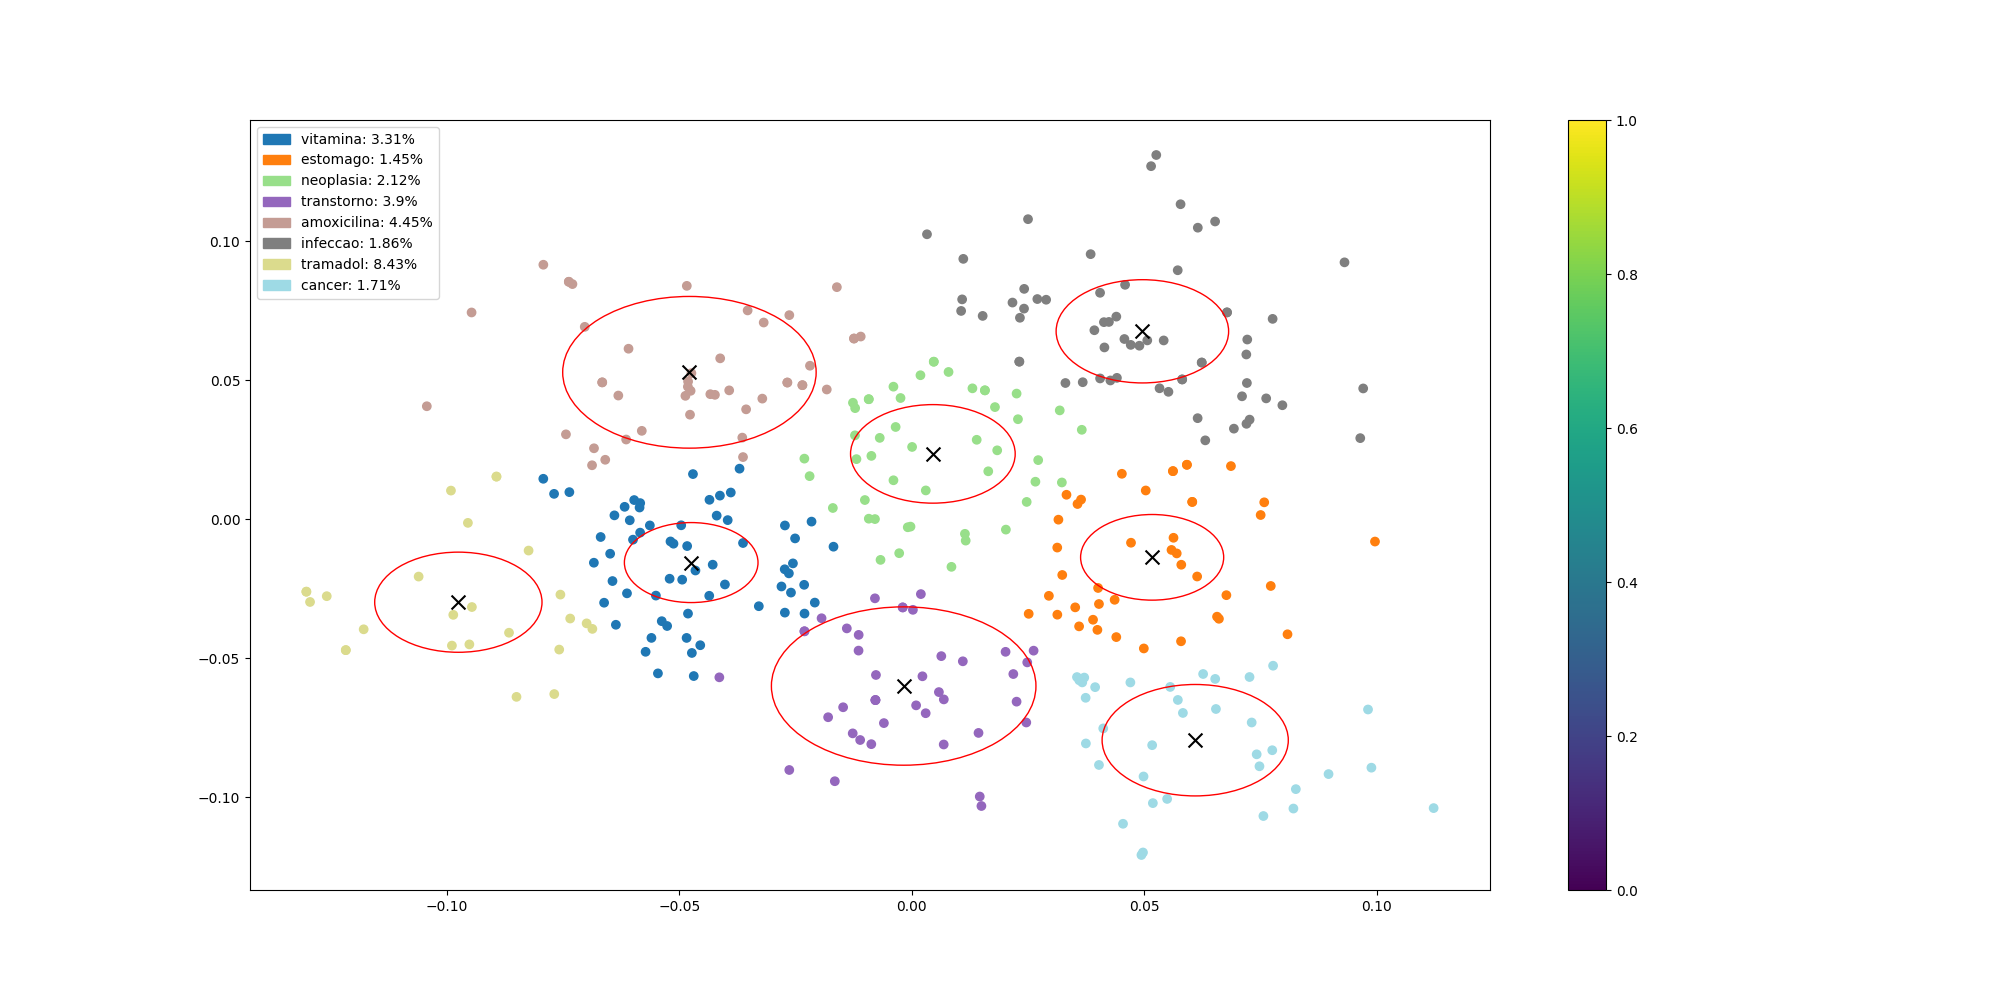 vitamina: 3.31%
estomago: 1.45%
neoplasia: 2.12%
transtorno: 3.9%
amoxicilina: 4.45%
infeccao: 1.86%
tramadol: 8.43%
cancer: 1.71%
0.10
0.05
0.00
−0.05
−0.10
−0.10
−0.05
0.00
0.05
0.10
1.0
0.8
0.6
0.4
0.2
0.0